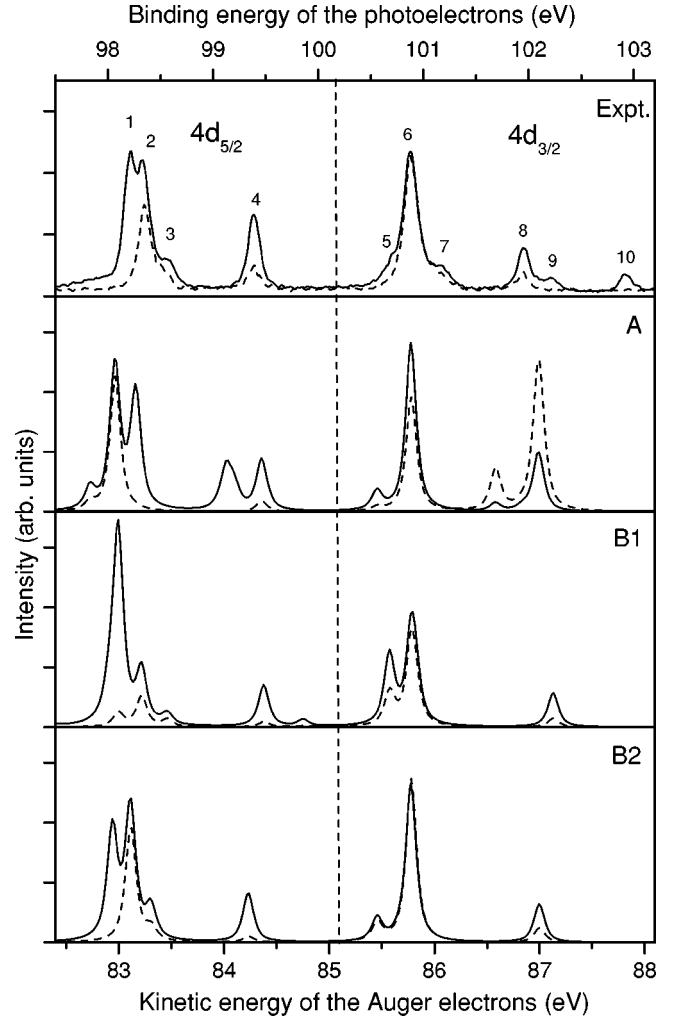 Binding energy of the photoelectrons (eV)
98 99 100 101 102 103
Expt.
4d5/2 4d3/2
1 2 3 4 5 6 7 8 9 10
A
B1
B2
Intensity (arb. units)
83 84 85 86 87 88
Kinetic energy of the Auger electrons (eV)